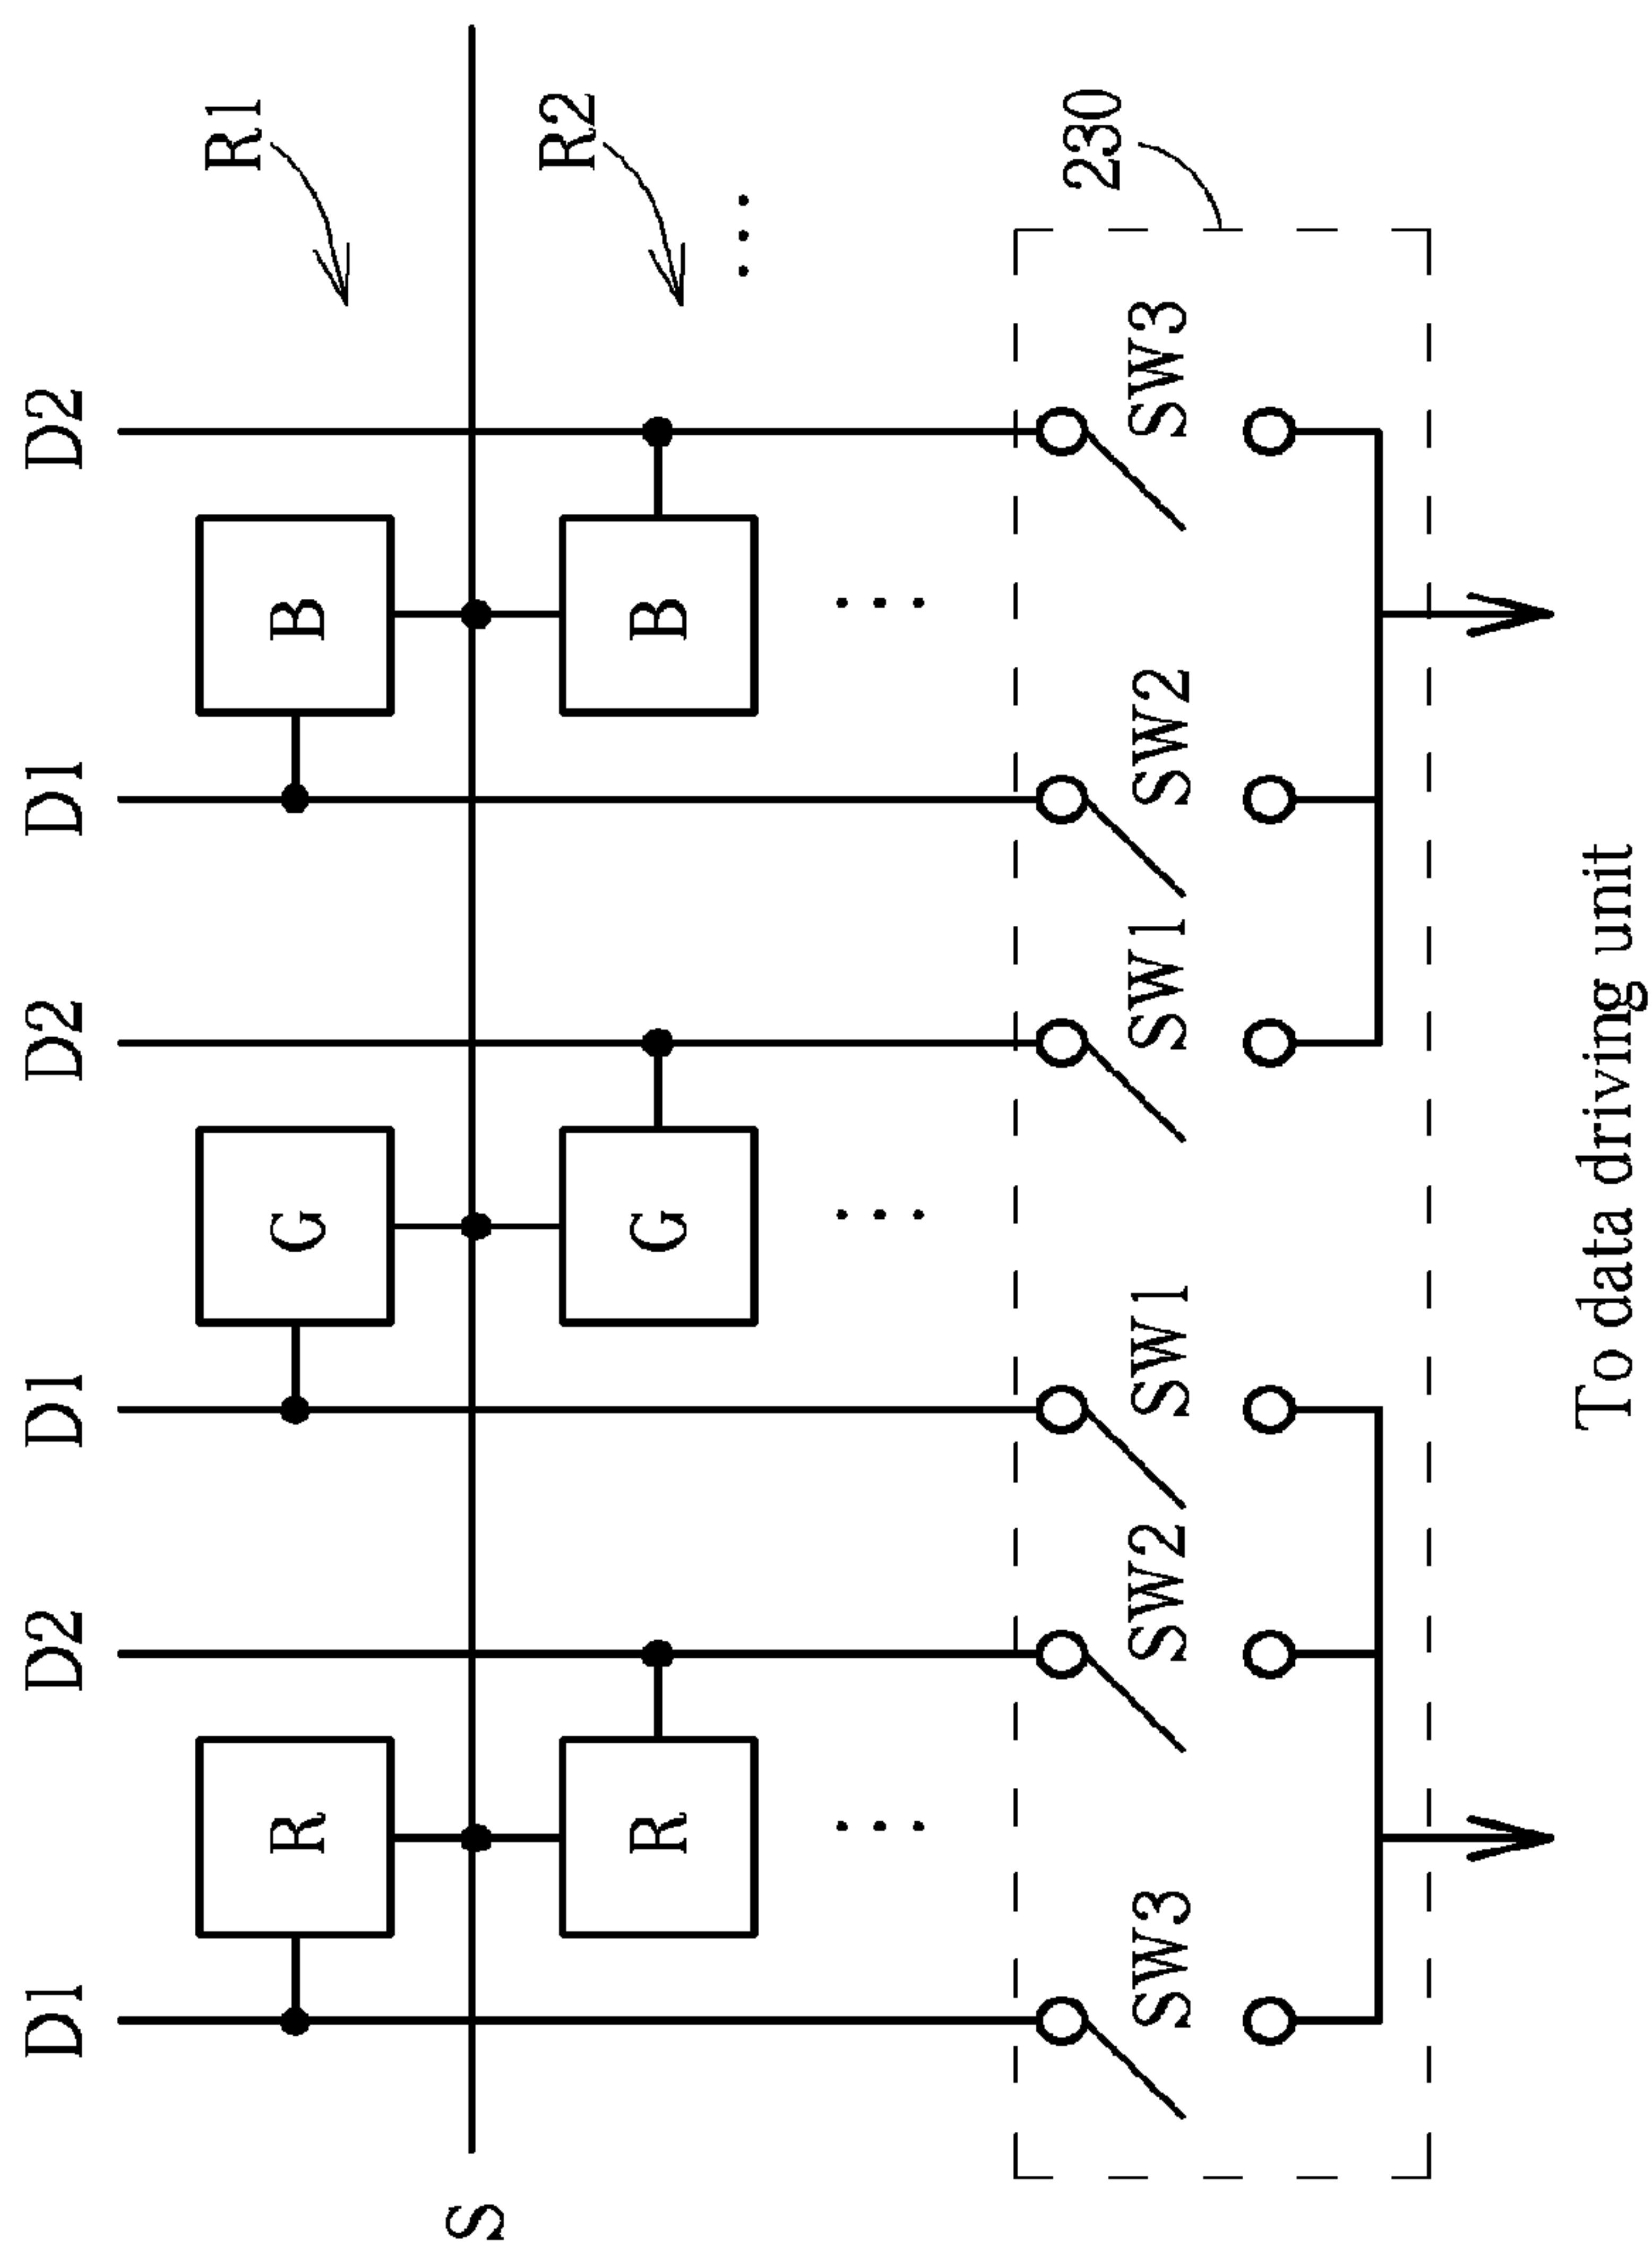 D1 D2 D1 D2 D1 D2
R1
R G B
S
R2
R G B
230
SW3 SW2 SW1 SW1 SW2 SW3
To data driving unit